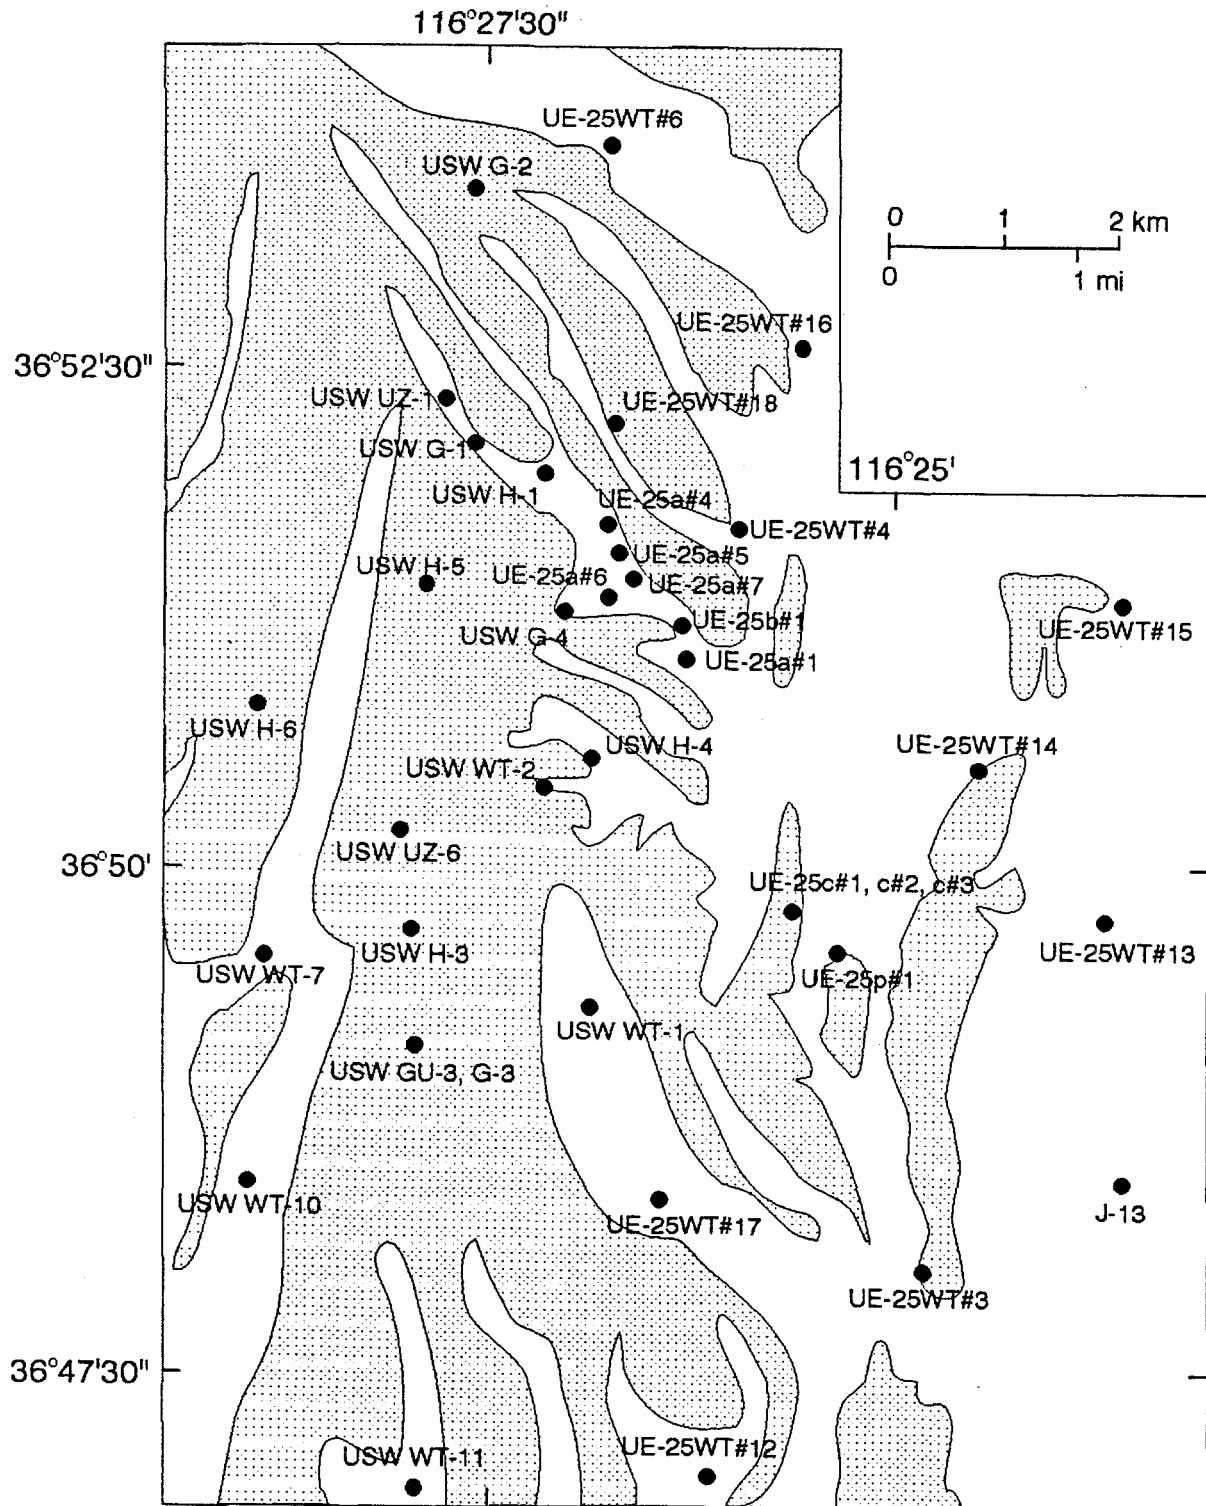 116°27'30"
UE-25WT#6
USW G-2
0 1 2 km
0 1 mi
UE-25WT#16
36°52'30"
USW UZ-1
UE-25WT#18
USW G-1
116°25'
USW H-1
UE-25a#4
UE-25WT#4
UE-25a#5
USW H-5
UE-25a#6
UE-25a#7
UE-25b#1
USW G-4
UE-25WT#15
UE-25a#1
USW H-6
USW H-4
UE-25WT#14
USW WT-2
USW UZ-6
36°50'
UE-25c#1, c#2, c#3
USW H-3
UE-25WT#13
USW WT-7
UE-25p#1
USW WT-1
USW GU-3, G-3
USW WT-10
J-13
UE-25WT#17
UE-25WT#3
36°47'30"
UE-25WT#12
USW WT-11